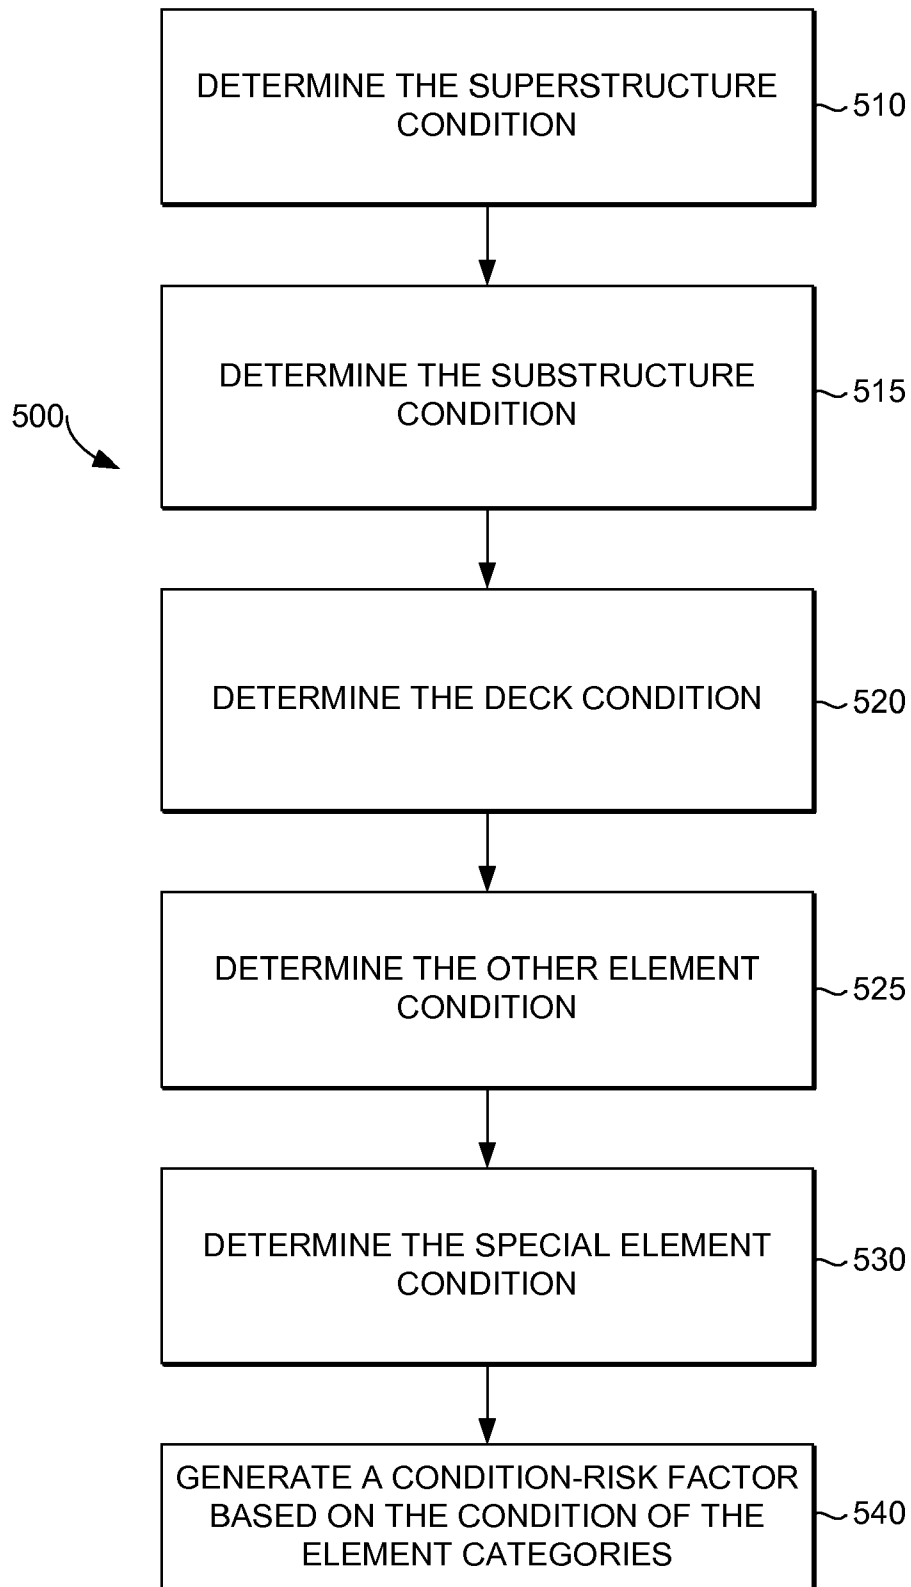 DETERMINE THE SUPERSTRUCTURE
CONDITION
510
DETERMINE THE SUBSTRUCTURE
CONDITION
515
500
DETERMINE THE DECK CONDITION
520
DETERMINE THE OTHER ELEMENT
CONDITION
525
DETERMINE THE SPECIAL ELEMENT
CONDITION
530
GENERATE A CONDITION-RISK FACTOR
BASED ON THE CONDITION OF THE
ELEMENT CATEGORIES
540